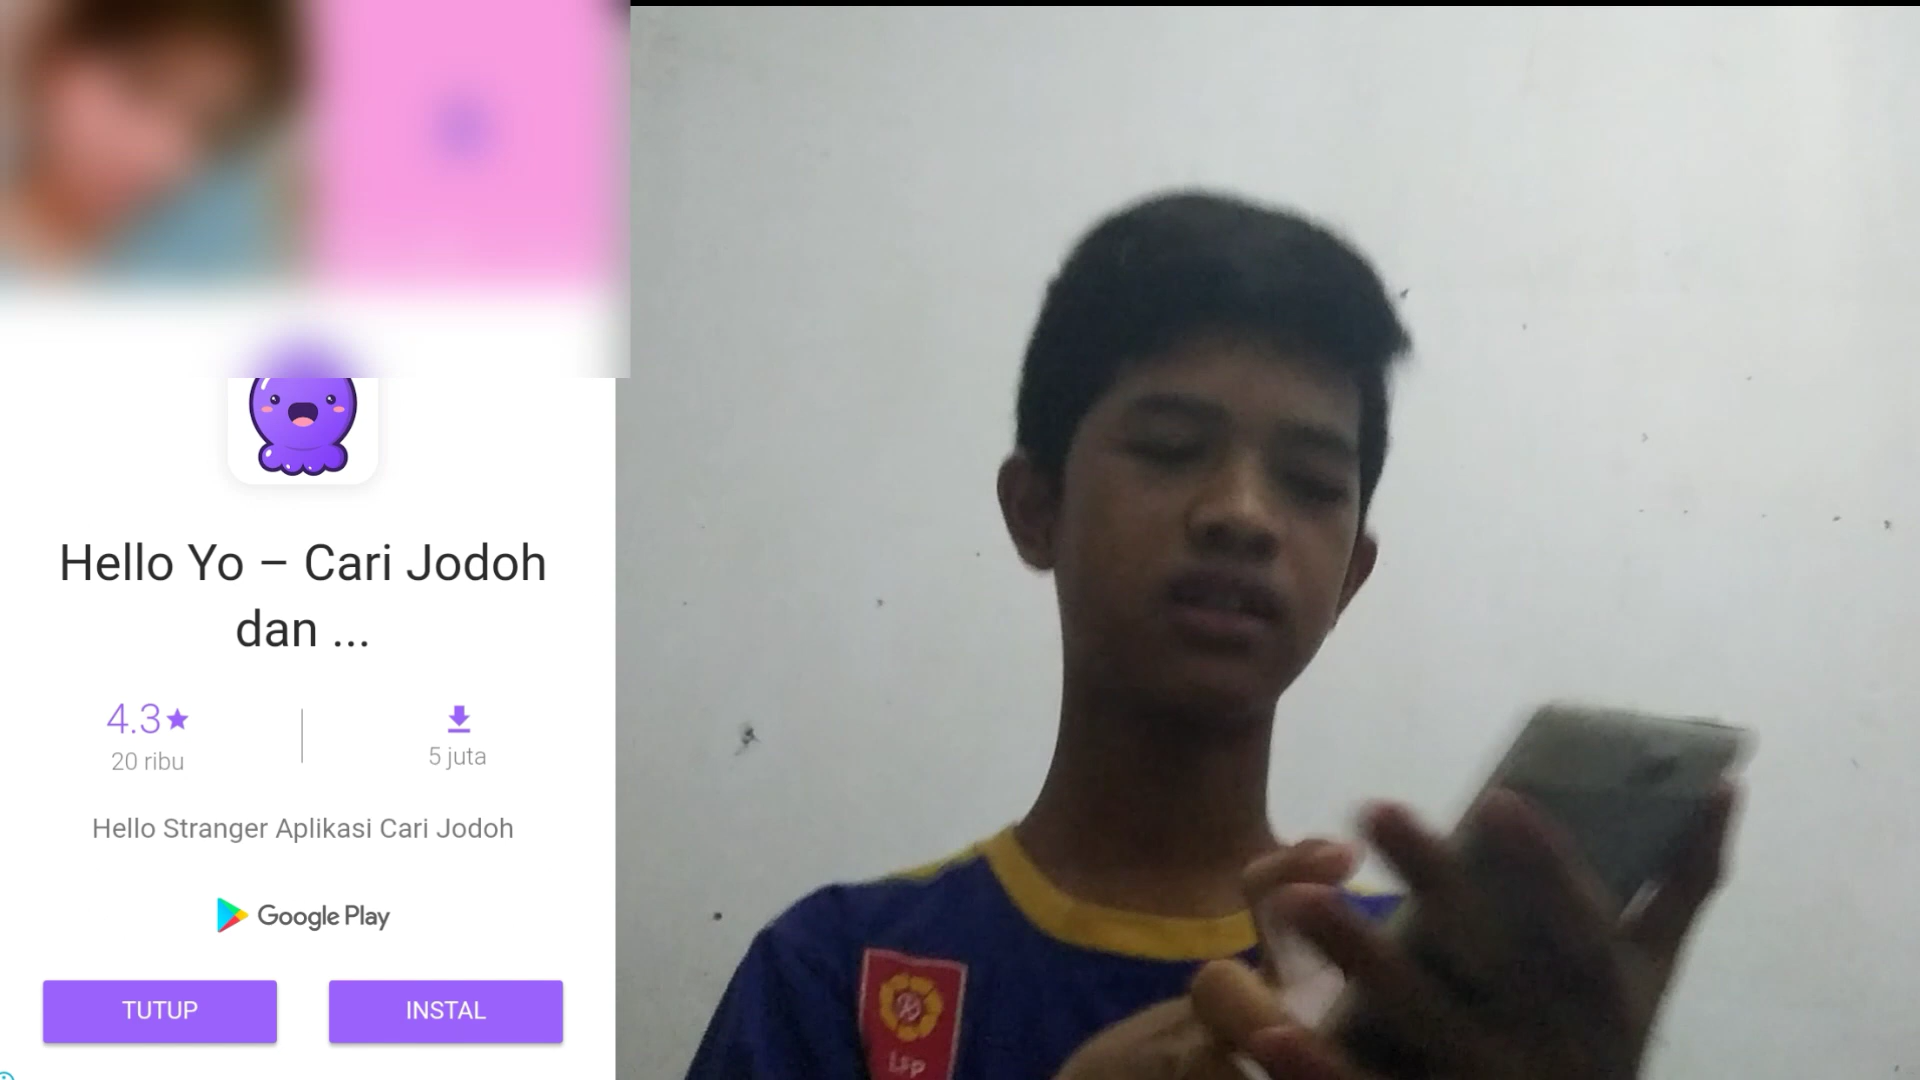 Hello Yo – Cari Jodoh
dan ...
4.3
20 ribu
5 juta
Hello Stranger Aplikasi Cari Jodoh
Google Play
TUTUP
INSTAL
LFP